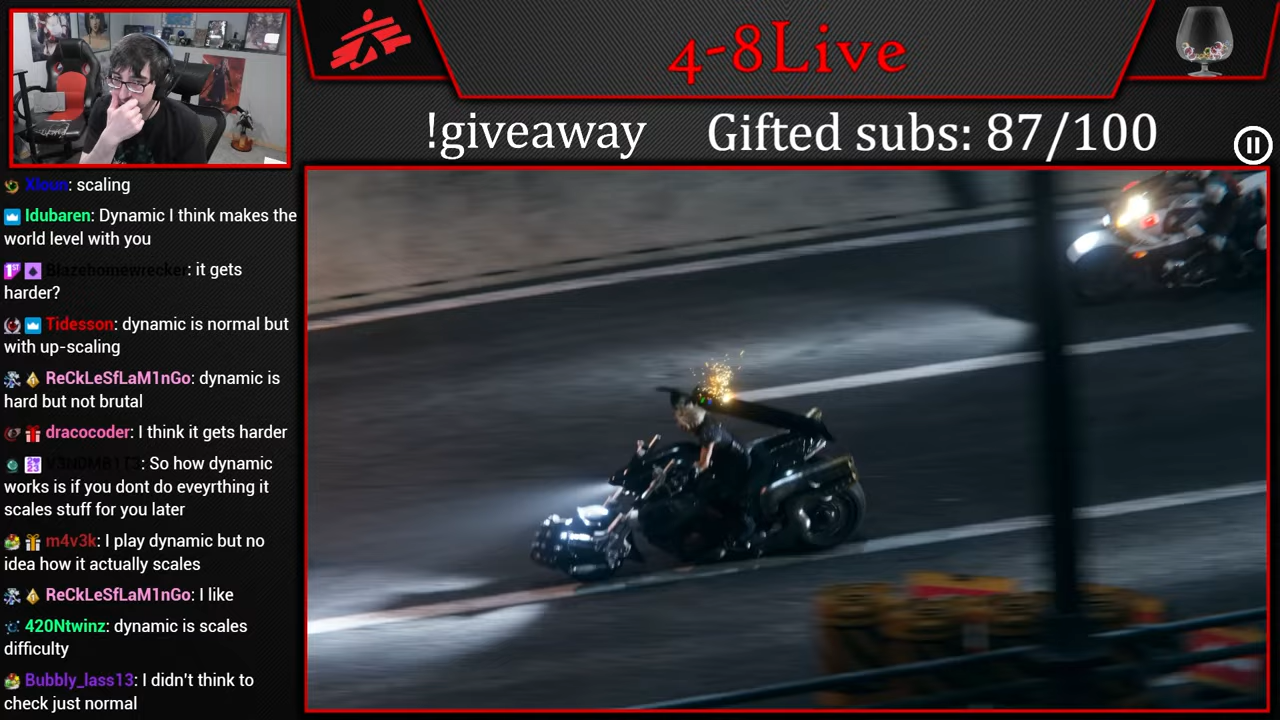 4-8Live
!giveaway
Gifted subs: 87/100
Xloun: scaling
Idubaren: Dynamic I think makes the
world level with you
Blazehomewrecker: it gets
harder?
Tidesson: dynamic is normal but
with up-scaling
ReCkLeSfLaM1nGo: dynamic is
hard but not brutal
dracocoder: I think it gets harder
: So how dynamic
works is if you dont do eveyrthing it
scales stuff for you later
m4v3k: I play dynamic but no
idea how it actually scales
ReCkLeSfLaM1nGo: I like
420Ntwinz: dynamic is scales
difficulty
Bubbly_lass13: I didn't think to
check just normal